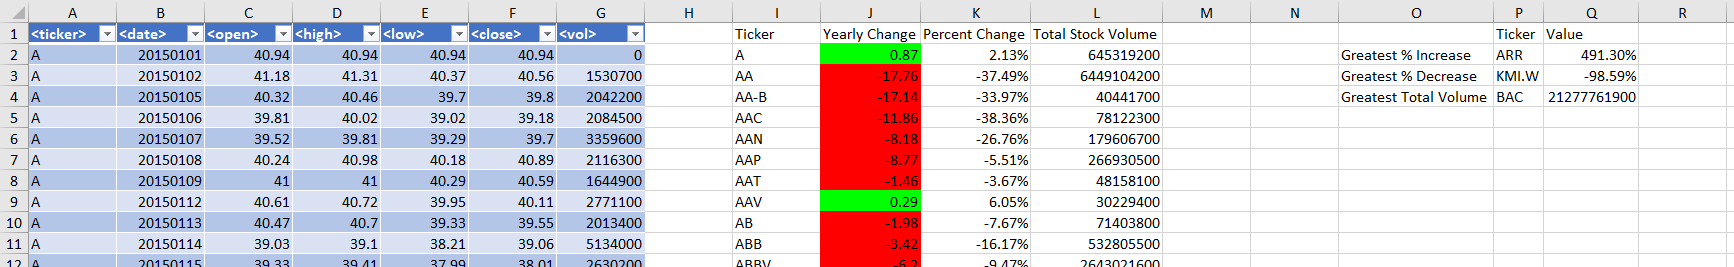 A B C D E F G H I J K L M N O P Q R
1 <ticker> <date> <open> <high> <low> <close> <vol> Ticker Yearly Change Percent Change Total Stock Volume Ticker Value
2 A 20150101 40.94 40.94 40.94 40.94 0 A 0.87 2.13% 645319200 Greatest % Increase ARR 491.30%
3 A 20150102 41.18 41.31 40.37 40.56 1530700 AA -17.76 -37.49% 6449104200 Greatest % Decrease KMI.W -98.59%
4 A 20150105 40.32 40.46 39.7 39.8 2042200 AA-B -17.14 -33.97% 40441700 Greatest Total Volume BAC 21277761900
5 A 20150106 39.81 40.02 39.02 39.18 2084500 AAC -11.86 -38.36% 78122300
6 A 20150107 39.52 39.81 39.29 39.7 3359600 AAN -8.18 -26.76% 179606700
7 A 20150108 40.24 40.98 40.18 40.89 2116300 AAP -8.77 -5.51% 266930500
8 A 20150109 41 41 40.29 40.59 1644900 AAT -1.46 -3.67% 48158100
9 A 20150112 40.61 40.72 39.95 40.11 2771100 AAV 0.29 6.05% 30229400
10 A 20150113 40.47 40.7 39.33 39.55 2013400 AB -1.98 -7.67% 71403800
11 A 20150114 39.03 39.1 38.21 39.06 5134000 ABB -3.42 -16.17% 532805500
12 A 20150115 39.33 39.41 37.99 38.01 2630200 ABBV -6.2 -9.47% 2643021600